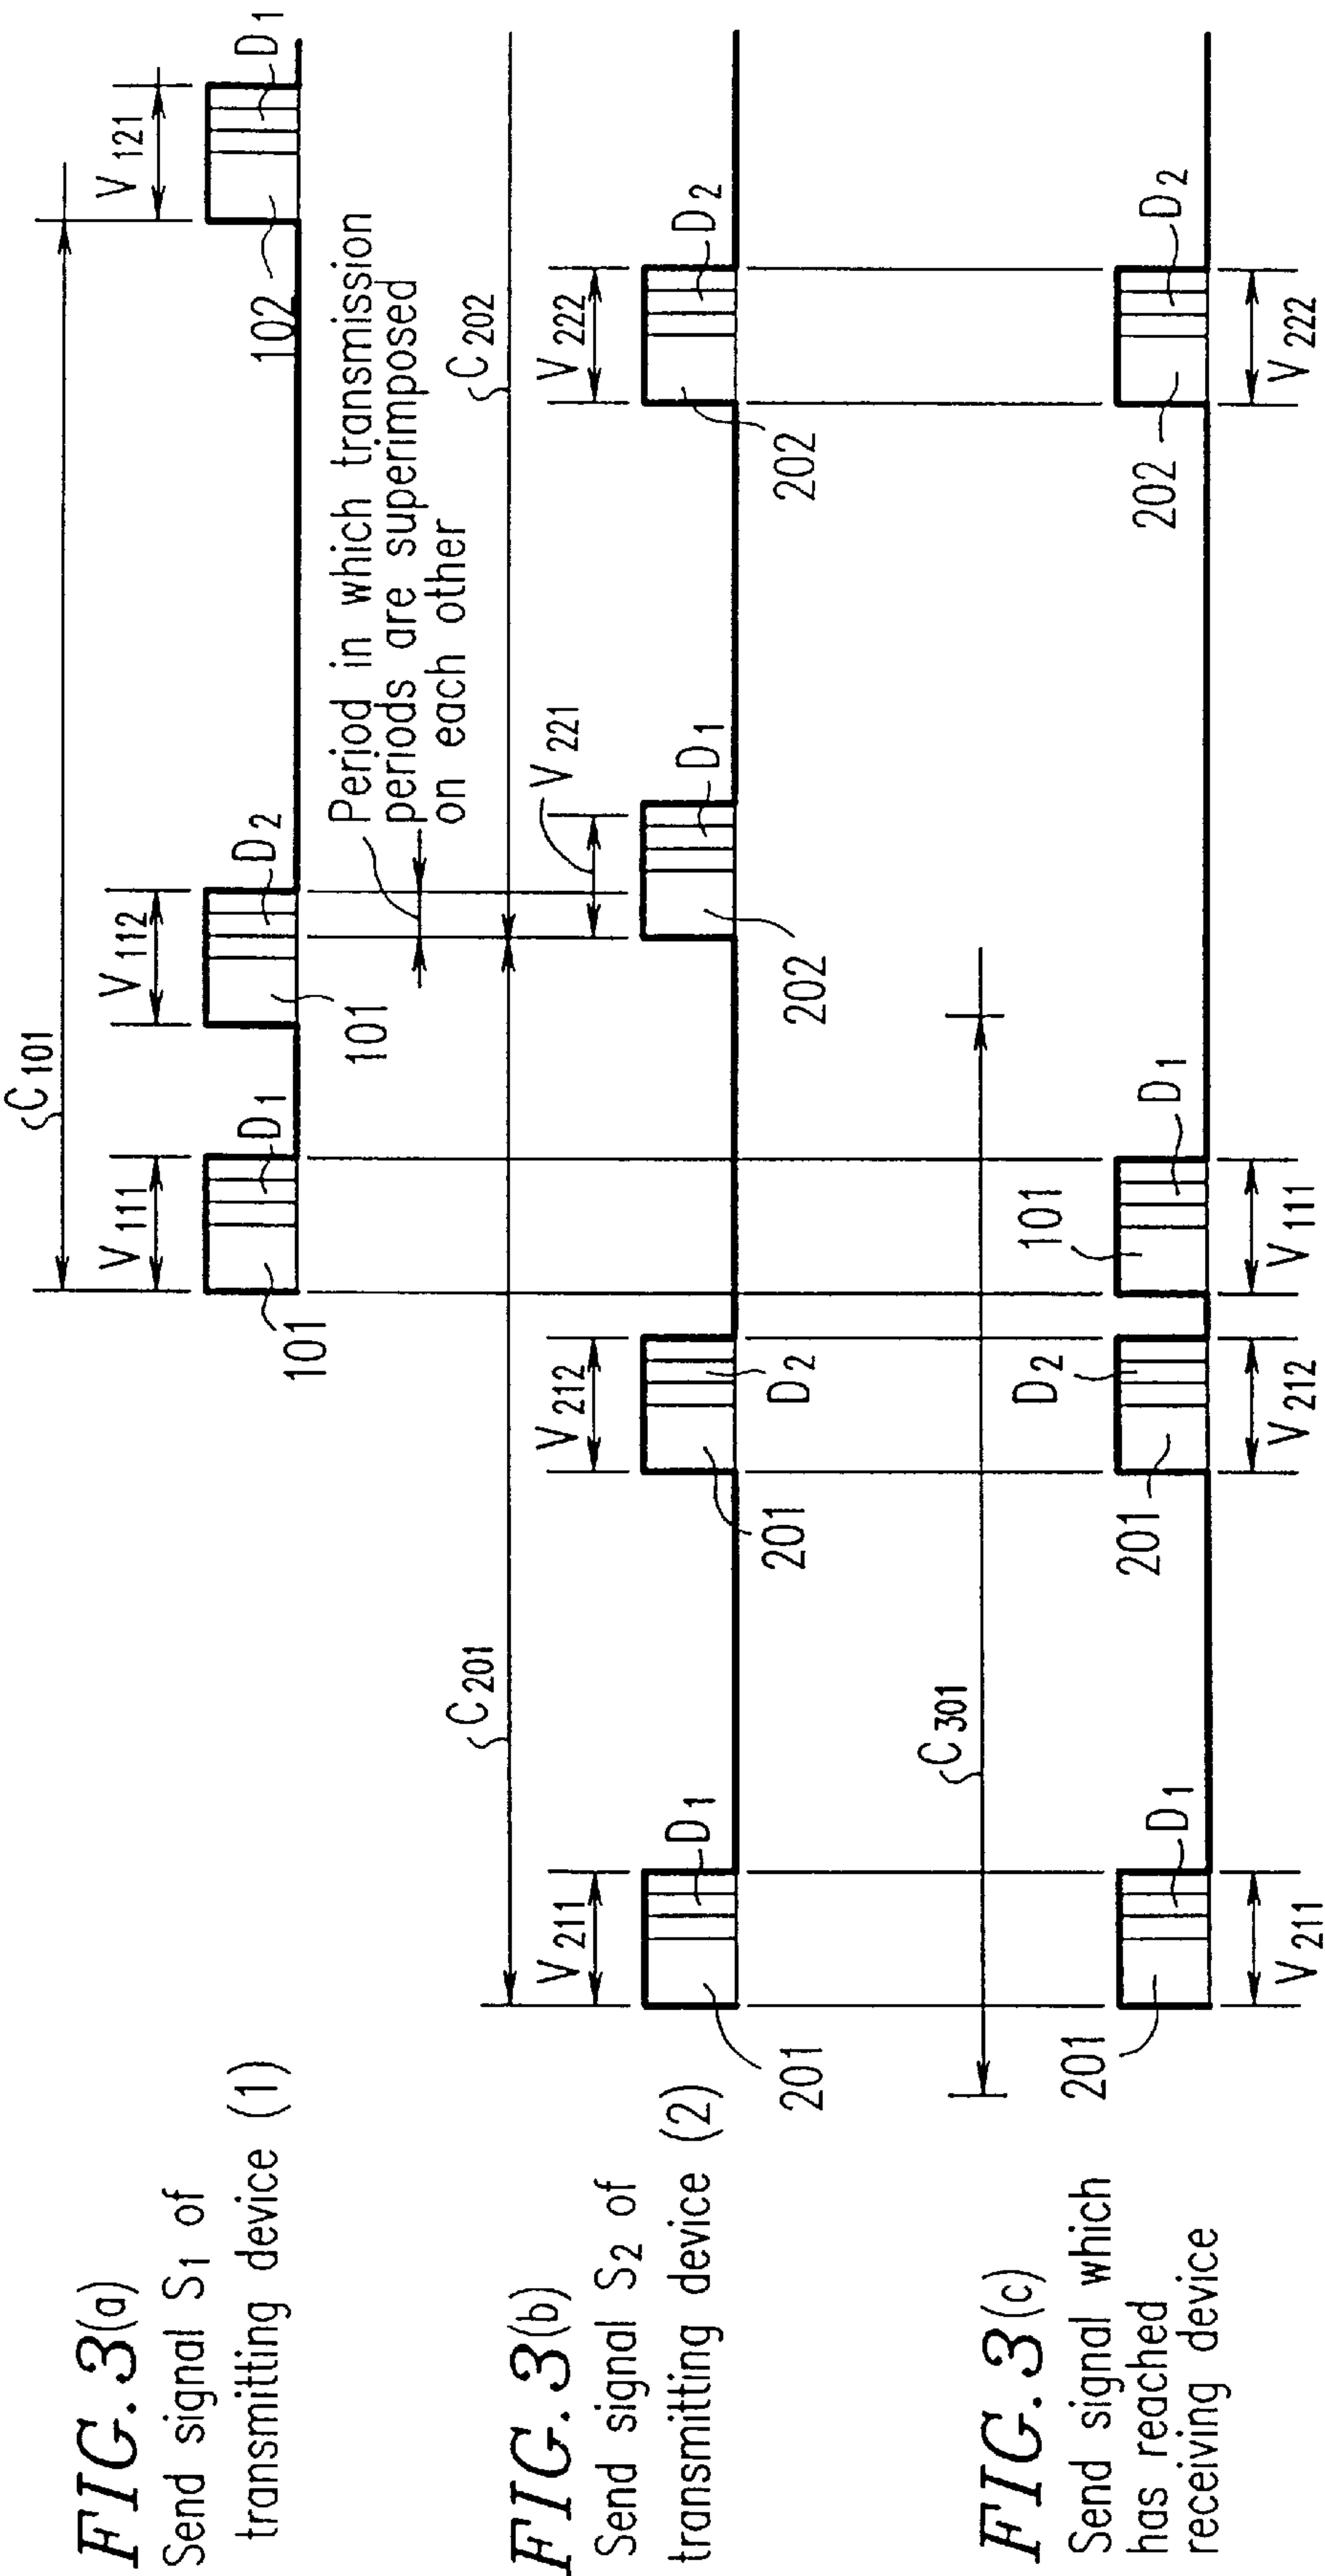 FIG. 3(a)
Send signal S1 of
transmitting device (1)
C101
V111
V112
V121
D1
D2
D1
101
101
102
Period in which transmission
periods are superimposed
on each other
FIG. 3(b)
Send signal S2 of
transmitting device (2)
C201
C202
V211
V212
V221
V222
D1
D2
D1
D2
201
201
202
202
FIG. 3(c)
Send signal which
has reached
receiving device
C301
201
D1
201
D2
101
D1
202
D2
V211
V212
V111
V222